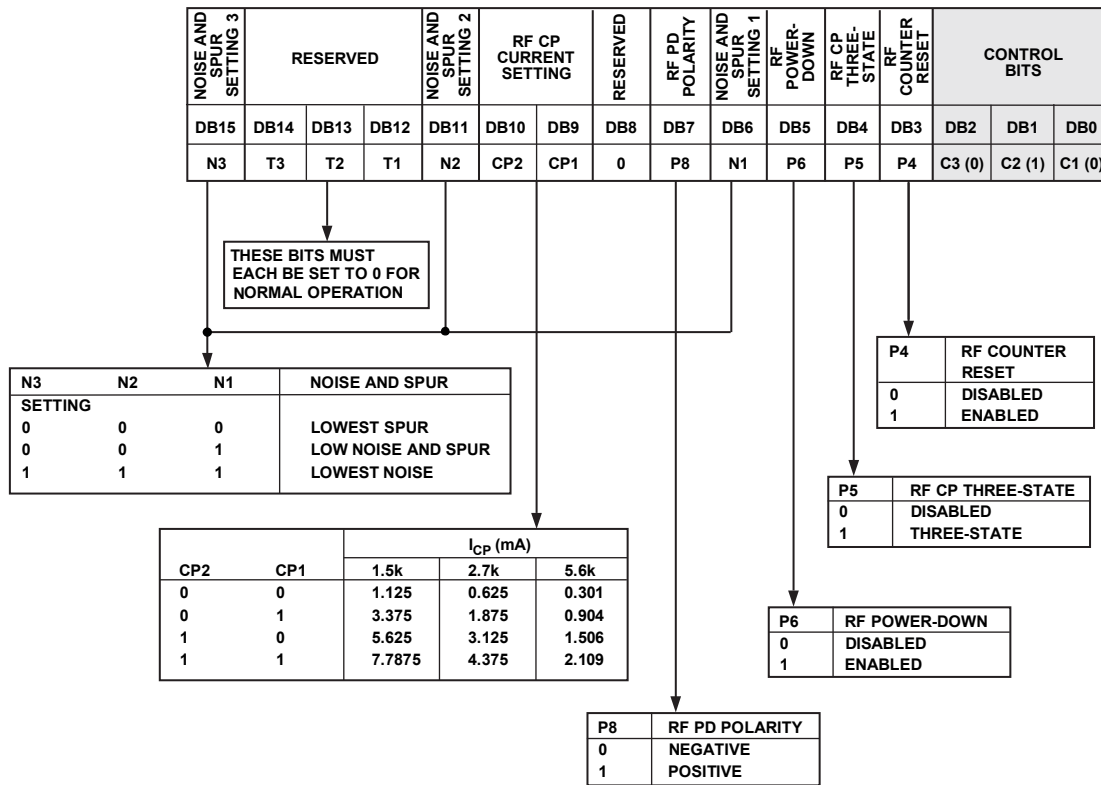 NOISE AND SPUR SETTING 3
RESERVED
NOISE AND SPUR SETTING 2
RF CP CURRENT SETTING
RESERVED
RF PD POLARITY
NOISE AND SPUR SETTING 1
RF POWER-DOWN
RF CP THREE-STATE
RF COUNTER RESET
CONTROL BITS
DB15 DB14 DB13 DB12 DB11 DB10 DB9 DB8 DB7 DB6 DB5 DB4 DB3 DB2 DB1 DB0
N3 T3 T2 T1 N2 CP2 CP1 0 P8 N1 P6 P5 P4 C3 (0) C2 (1) C1 (0)
THESE BITS MUST
EACH BE SET TO 0 FOR
NORMAL OPERATION
N3 N2 N1 NOISE AND SPUR
SETTING
0 0 0 LOWEST SPUR
0 0 1 LOW NOISE AND SPUR
1 1 1 LOWEST NOISE
P4 RF COUNTER
RESET
0 DISABLED
1 ENABLED
P5 RF CP THREE-STATE
0 DISABLED
1 THREE-STATE
ICP (mA)
CP2 CP1 1.5k 2.7k 5.6k
0 0 1.125 0.625 0.301
0 1 3.375 1.875 0.904
1 0 5.625 3.125 1.506
1 1 7.7875 4.375 2.109
P6 RF POWER-DOWN
0 DISABLED
1 ENABLED
P8 RF PD POLARITY
0 NEGATIVE
1 POSITIVE